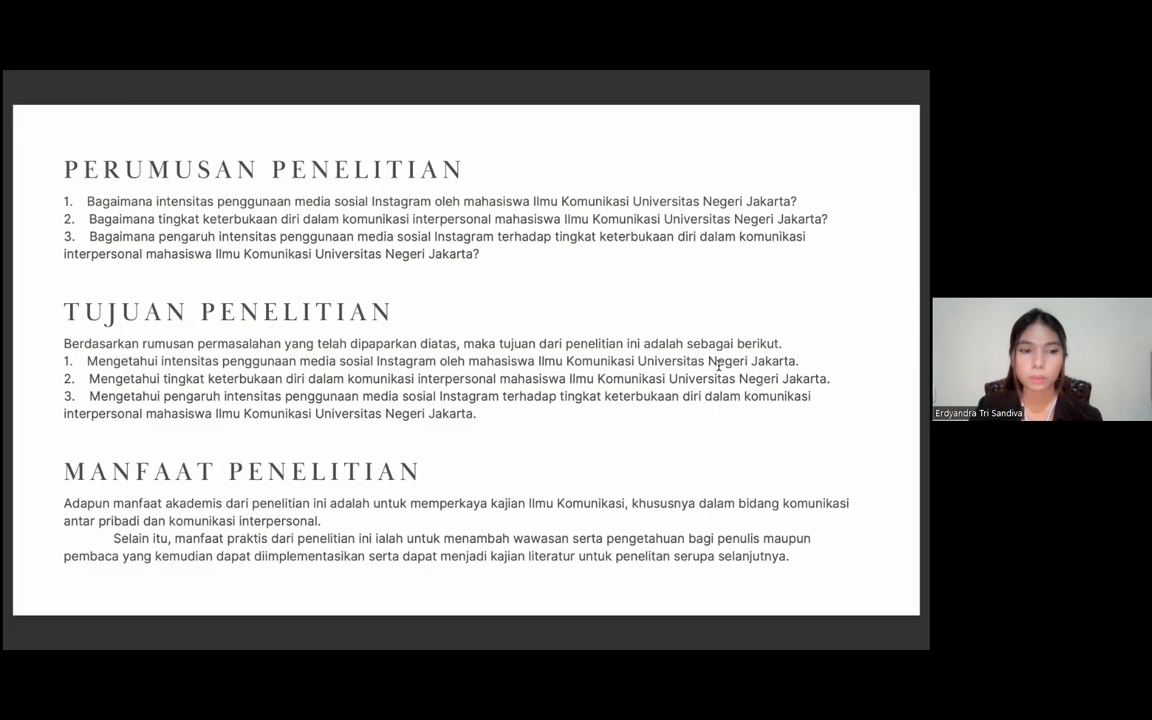 PERUMUSAN PENELITIAN
1. Bagaimana intensitas penggunaan media sosial Instagram oleh mahasiswa Ilmu Komunikasi Universitas Negeri Jakarta?
2. Bagaimana tingkat keterbukaan diri dalam komunikasi interpersonal mahasiswa Ilmu Komunikasi Universitas Negeri Jakarta?
3. Bagaimana pengaruh intensitas penggunaan media sosial Instagram terhadap tingkat keterbukaan diri dalam komunikasi
interpersonal mahasiswa Ilmu Komunikasi Universitas Negeri Jakarta?
TUJUAN PENELITIAN
Berdasarkan rumusan permasalahan yang telah dipaparkan diatas, maka tujuan dari penelitian ini adalah sebagai berikut.
1. Mengetahui intensitas penggunaan media sosial Instagram oleh mahasiswa Ilmu Komunikasi Universitas Negeri Jakarta.
2. Mengetahui tingkat keterbukaan diri dalam komunikasi interpersonal mahasiswa Ilmu Komunikasi Universitas Negeri Jakarta.
3. Mengetahui pengaruh intensitas penggunaan media sosial Instagram terhadap tingkat keterbukaan diri dalam komunikasi
interpersonal mahasiswa Ilmu Komunikasi Universitas Negeri Jakarta.
MANFAAT PENELITIAN
Adapun manfaat akademis dari penelitian ini adalah untuk memperkaya kajian Ilmu Komunikasi, khususnya dalam bidang komunikasi
antar pribadi dan komunikasi interpersonal.
Selain itu, manfaat praktis dari penelitian ini ialah untuk menambah wawasan serta pengetahuan bagi penulis maupun
pembaca yang kemudian dapat diimplementasikan serta dapat menjadi kajian literatur untuk penelitan serupa selanjutnya.
Erdyandra Tri Sandiva